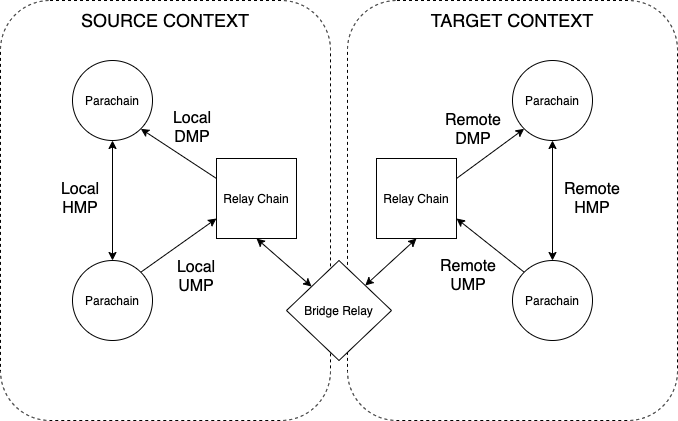 SOURCE CONTEXT
Parachain
Local
DMP
Local
HMP
Relay Chain
Local
UMP
Parachain
Bridge Relay
TARGET CONTEXT
Parachain
Remote
DMP
Relay Chain
Remote
HMP
Remote
UMP
Parachain